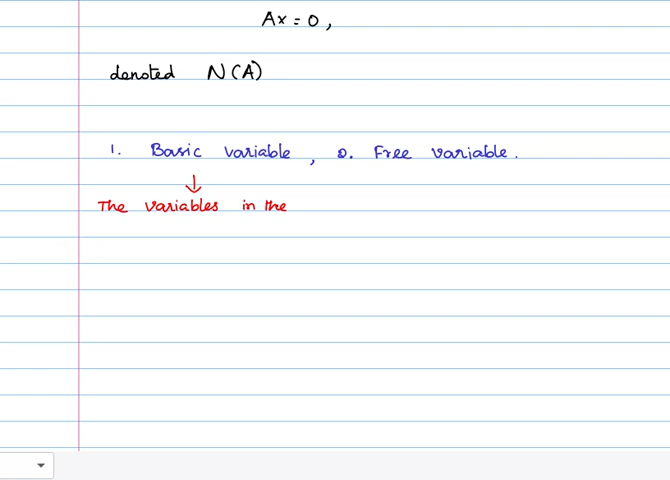 Ax = 0,
denoted N(A)
1. Basic variable, 2. Free variable.
↓
The variables in the